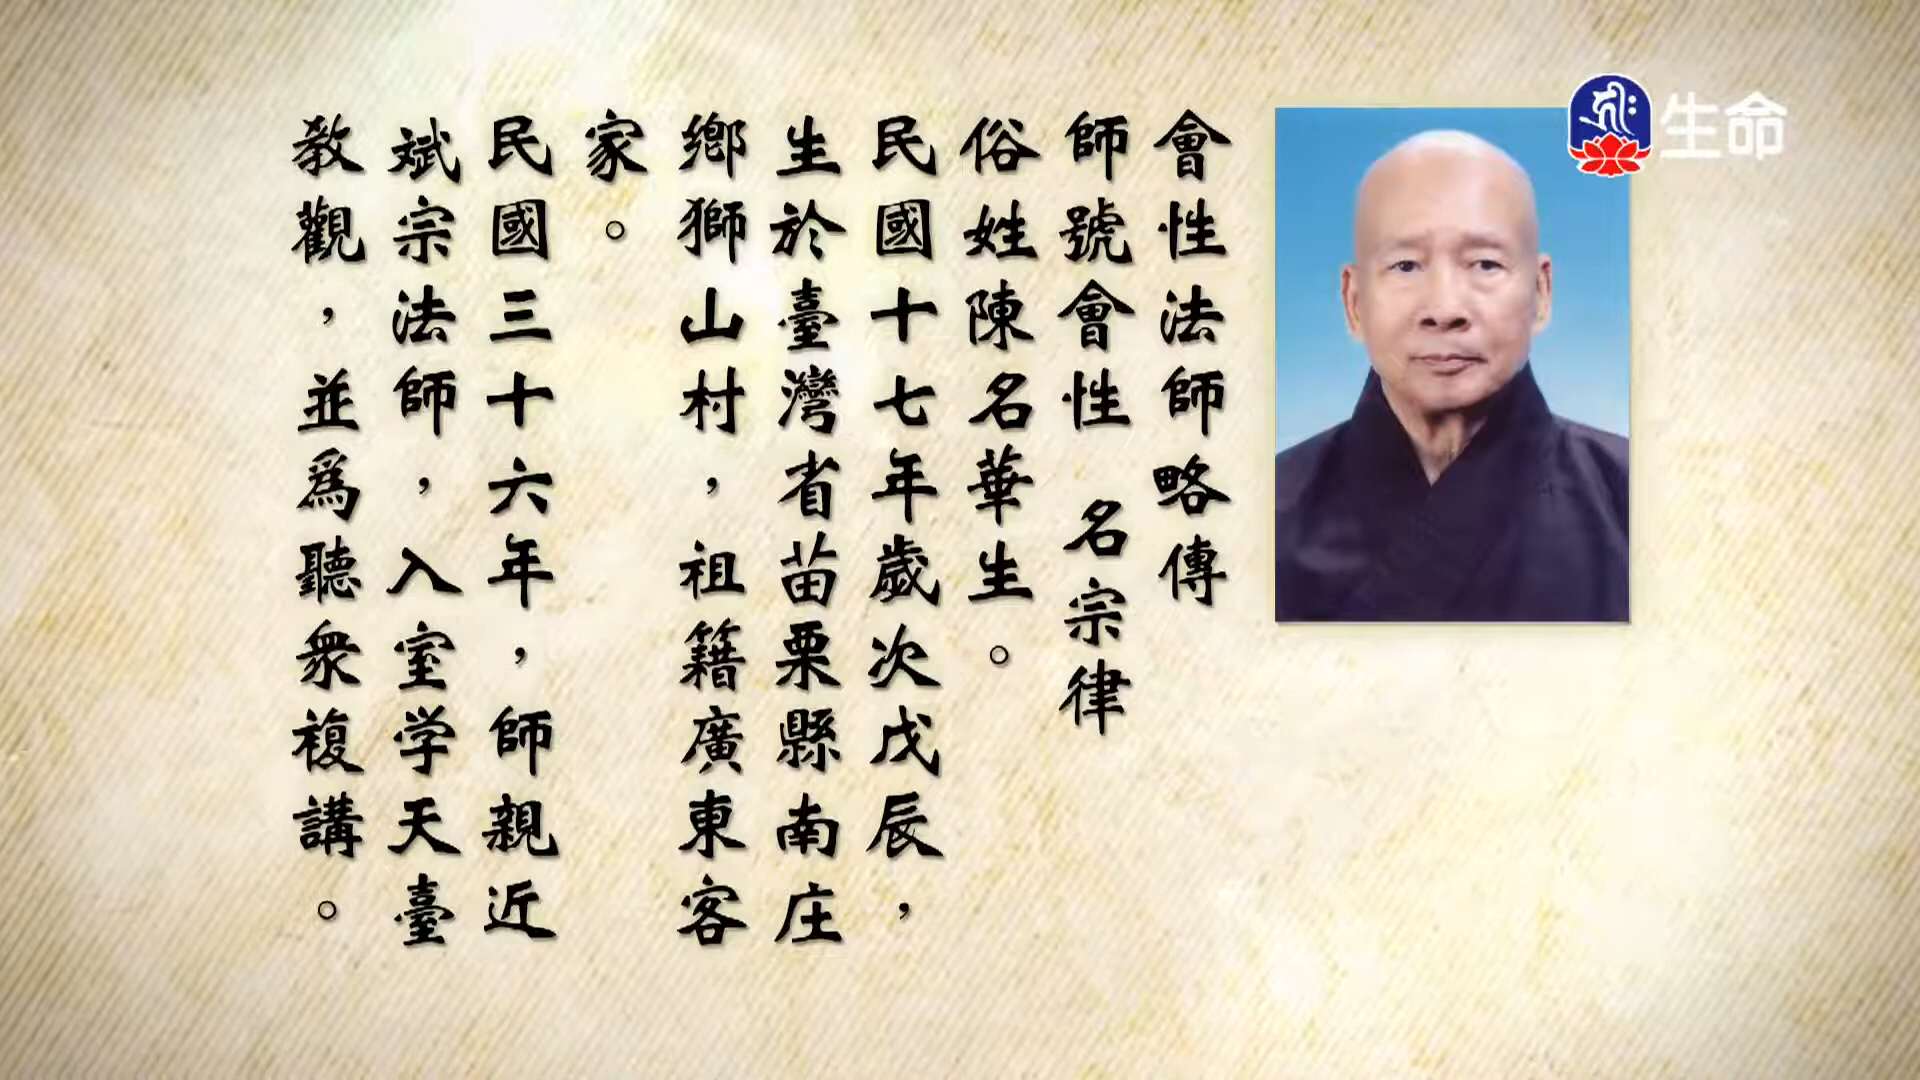 會性法師略傳
師號會性 名宗律
俗姓陳名華生。
民國十七年歲次戊辰，
生於臺灣省苗栗縣南庄
鄉獅山村，祖籍廣東客
家。
民國三十六年，師親近
斌宗法師，入室学天臺
教觀，並為聽衆複講。
生命